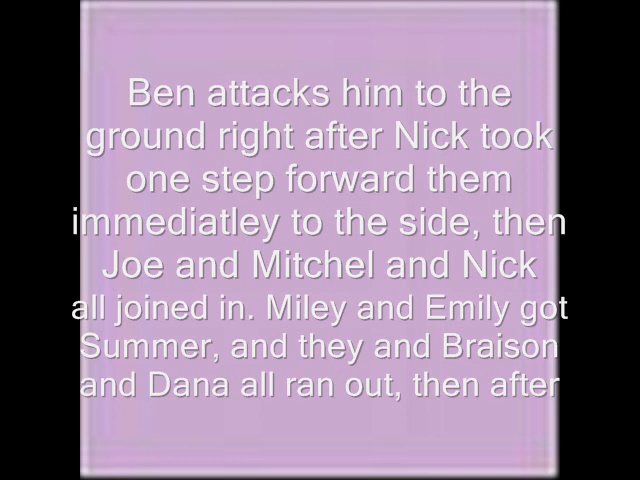 Ben attacks him to the
ground right after Nick took
one step forward them
immediatley to the side, then
Joe and Mitchel and Nick
all joined in. Miley and Emily got
Summer, and they and Braison
and Dana all ran out, then after